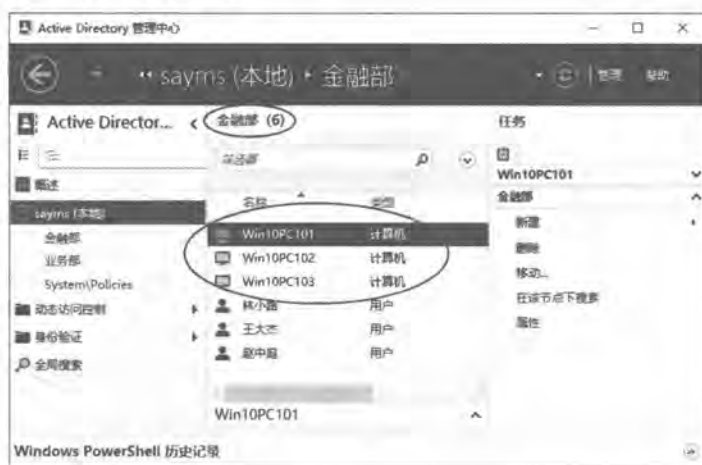 Active Directory 管理中心
sayms (本地) · 金融部
管理 帮助
Active Director...
金融部 (6)
任务
筛选器
Win10PC101
概述
名称 类型
金融部
sayms (本地)
Win10PC101 计算机
新建
金融部
Win10PC102 计算机
删除
业务部
Win10PC103 计算机
移动...
System\Policies
林小路 用户
在该节点下搜索
动态访问控制
王大杰 用户
属性
身份验证
赵中庭 用户
全局搜索
Win10PC101
Windows PowerShell 历史记录